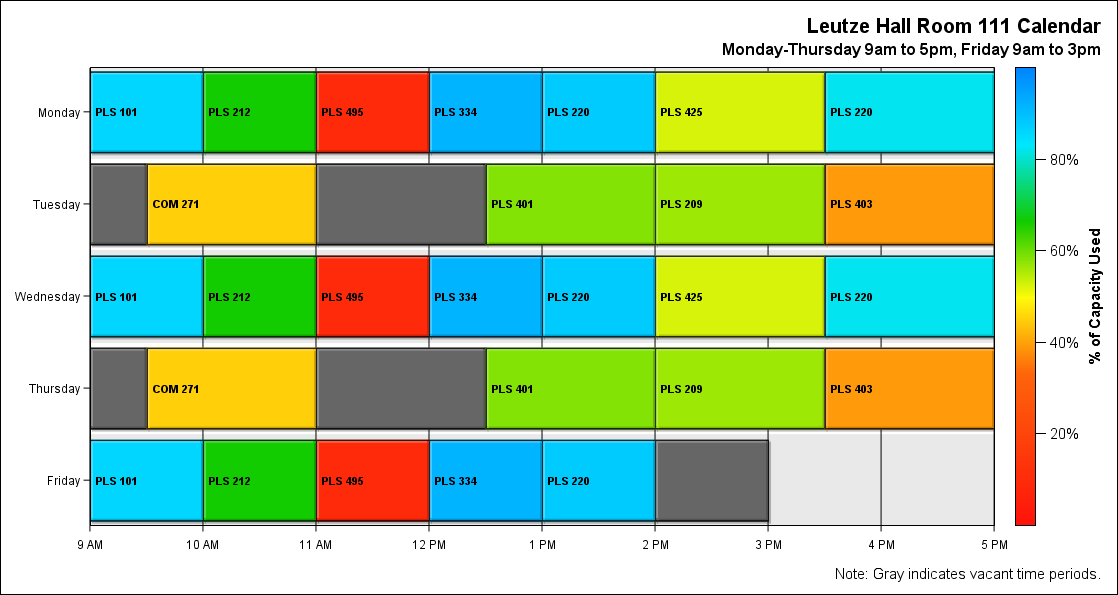 Leutze Hall Room 111 Calendar
Monday-Thursday 9am to 5pm, Friday 9am to 3pm
Monday
PLS 101
PLS 212
PLS 495
PLS 334
PLS 220
PLS 425
PLS 220
Tuesday
COM 271
PLS 401
PLS 209
PLS 403
Wednesday
PLS 101
PLS 212
PLS 495
PLS 334
PLS 220
PLS 425
PLS 220
Thursday
COM 271
PLS 401
PLS 209
PLS 403
Friday
PLS 101
PLS 212
PLS 495
PLS 334
PLS 220
9 AM
10 AM
11 AM
12 PM
1 PM
2 PM
3 PM
4 PM
5 PM
80%
60%
40%
20%
% of Capacity Used
Note: Gray indicates vacant time periods.